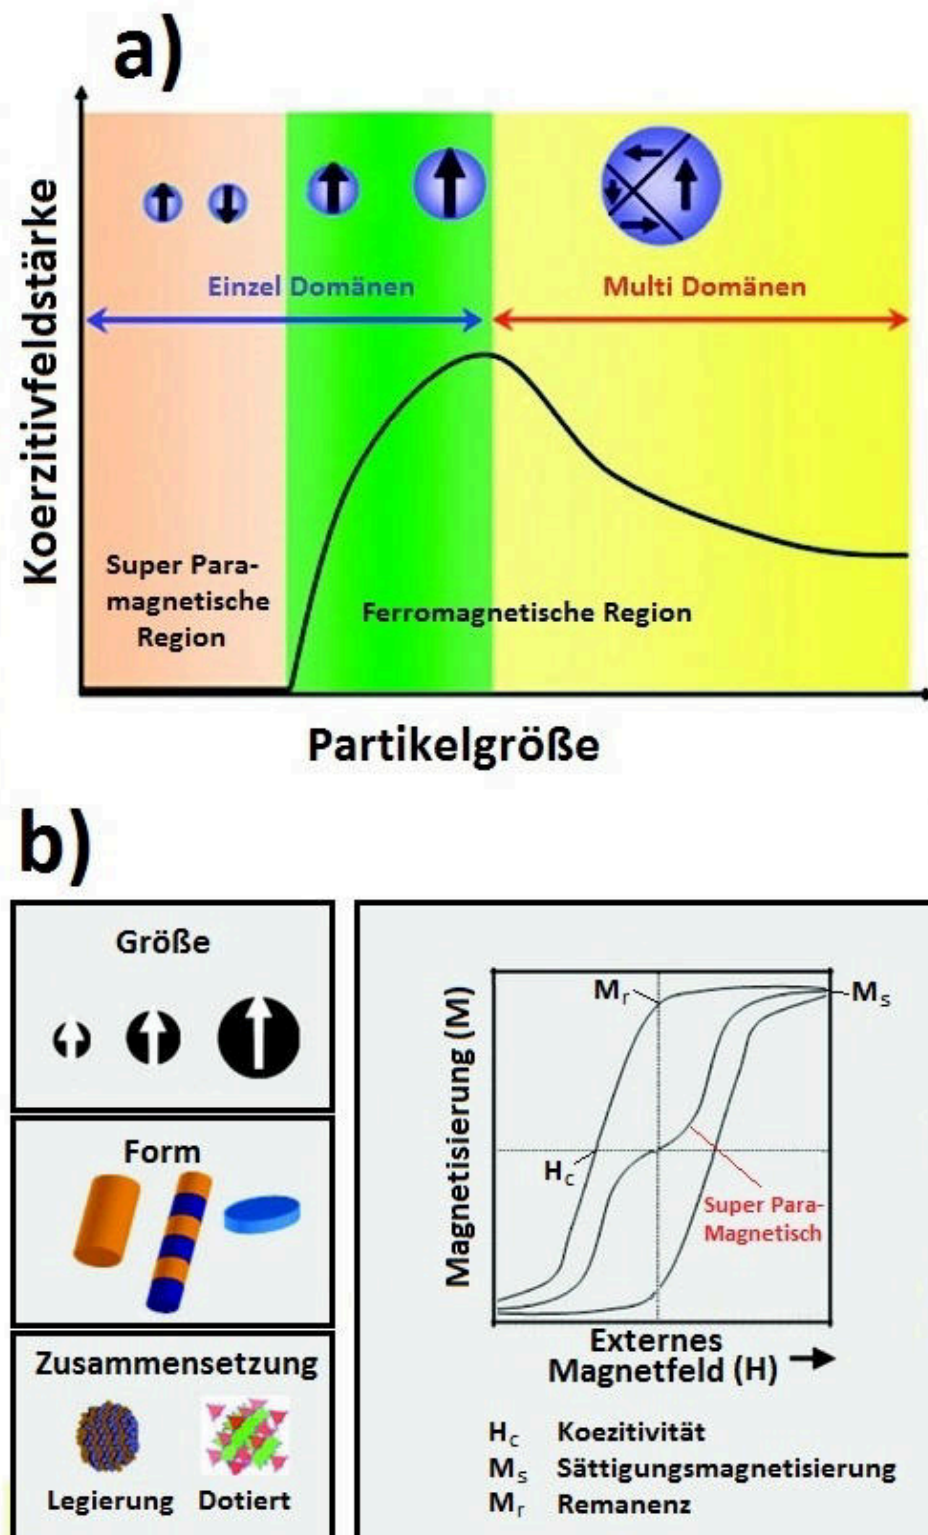 a)
Koerzitivfeldstärke
Einzel Domänen
Multi Domänen
Super Para-
magnetische
Region
Ferromagnetische Region
Partikelgröße
b)
Größe
Form
Zusammensetzung
Legierung
Dotiert
Magnetisierung (M)
Mr
Ms
Hc
Super Para-
Magnetisch
Externes
Magnetfeld (H)
Hc Koezitivität
Ms Sättigungsmagnetisierung
Mr Remanenz